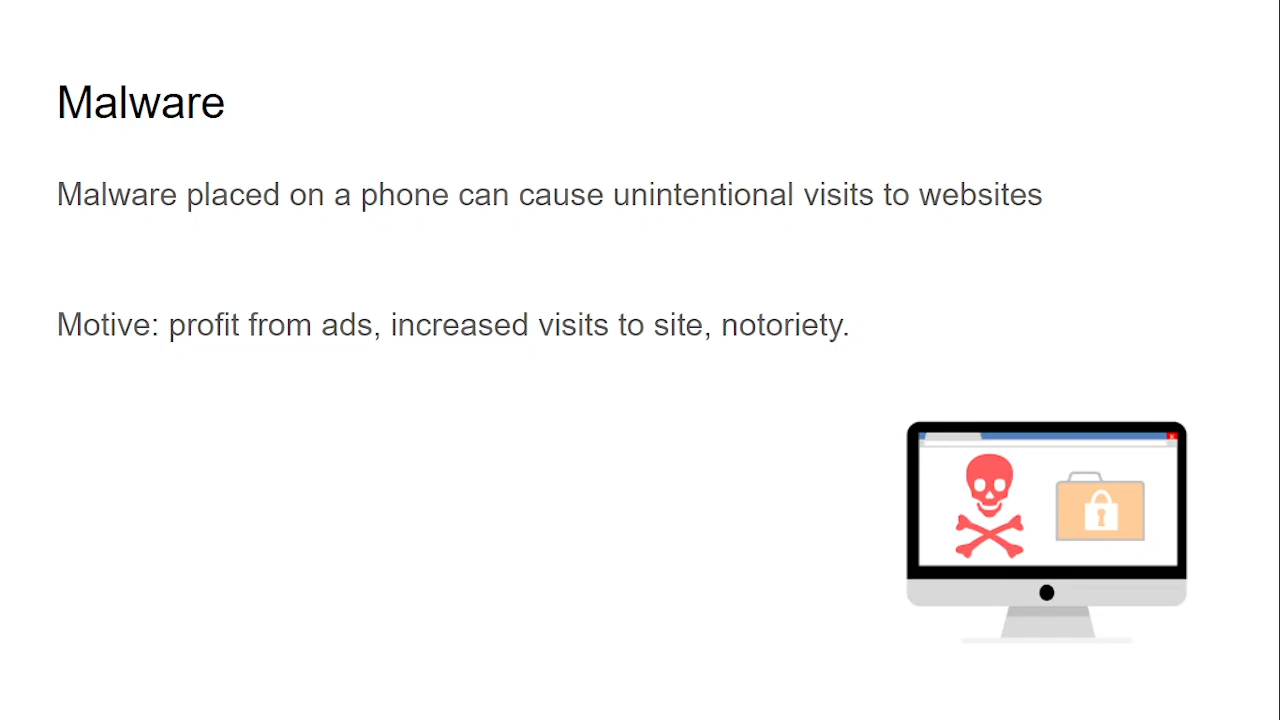 Malware
Malware placed on a phone can cause unintentional visits to websites
Motive: profit from ads, increased visits to site, notoriety.